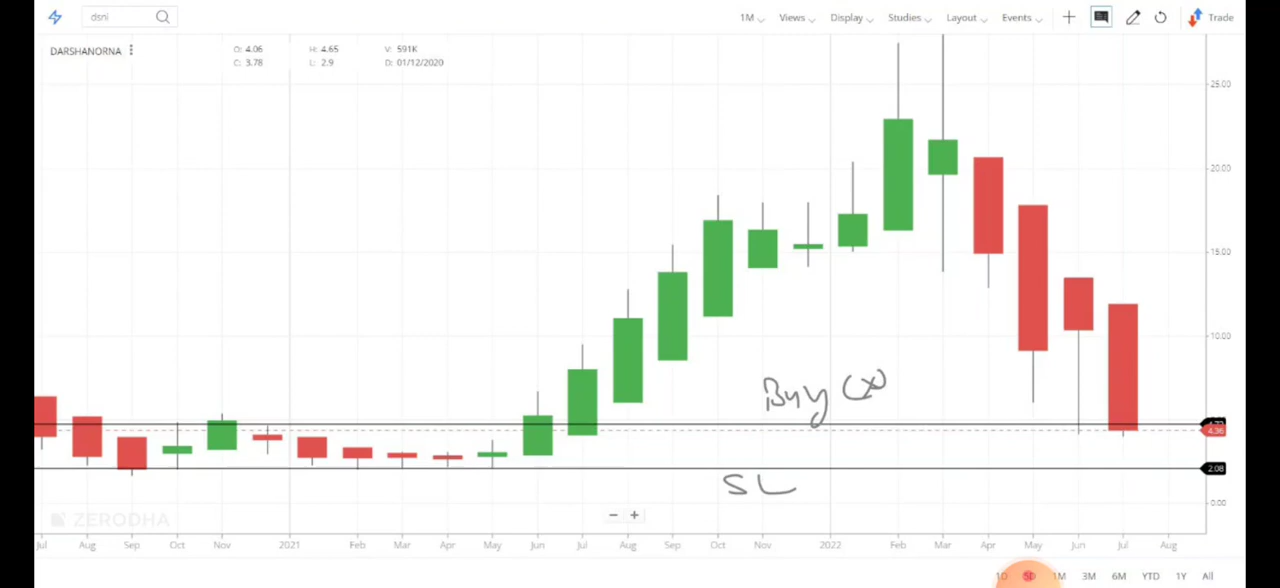 dsni 1M Views Display Studies Layout Events Trade
DARSHANORNA O: 4.06 H: 4.65 V: 591K
C: 3.78 L: 2.9 D: 01/12/2020
25.00
20.00
15.00
10.00
Buy
4.36
2.08
SL
0.00
ZERODHA
Jul Aug Sep Oct Nov 2021 Feb Mar Apr May Jun Jul Aug Sep Oct Nov 2022 Feb Mar Apr May Jun Jul Aug
1D 5D 1M 3M 6M YTD 1Y All